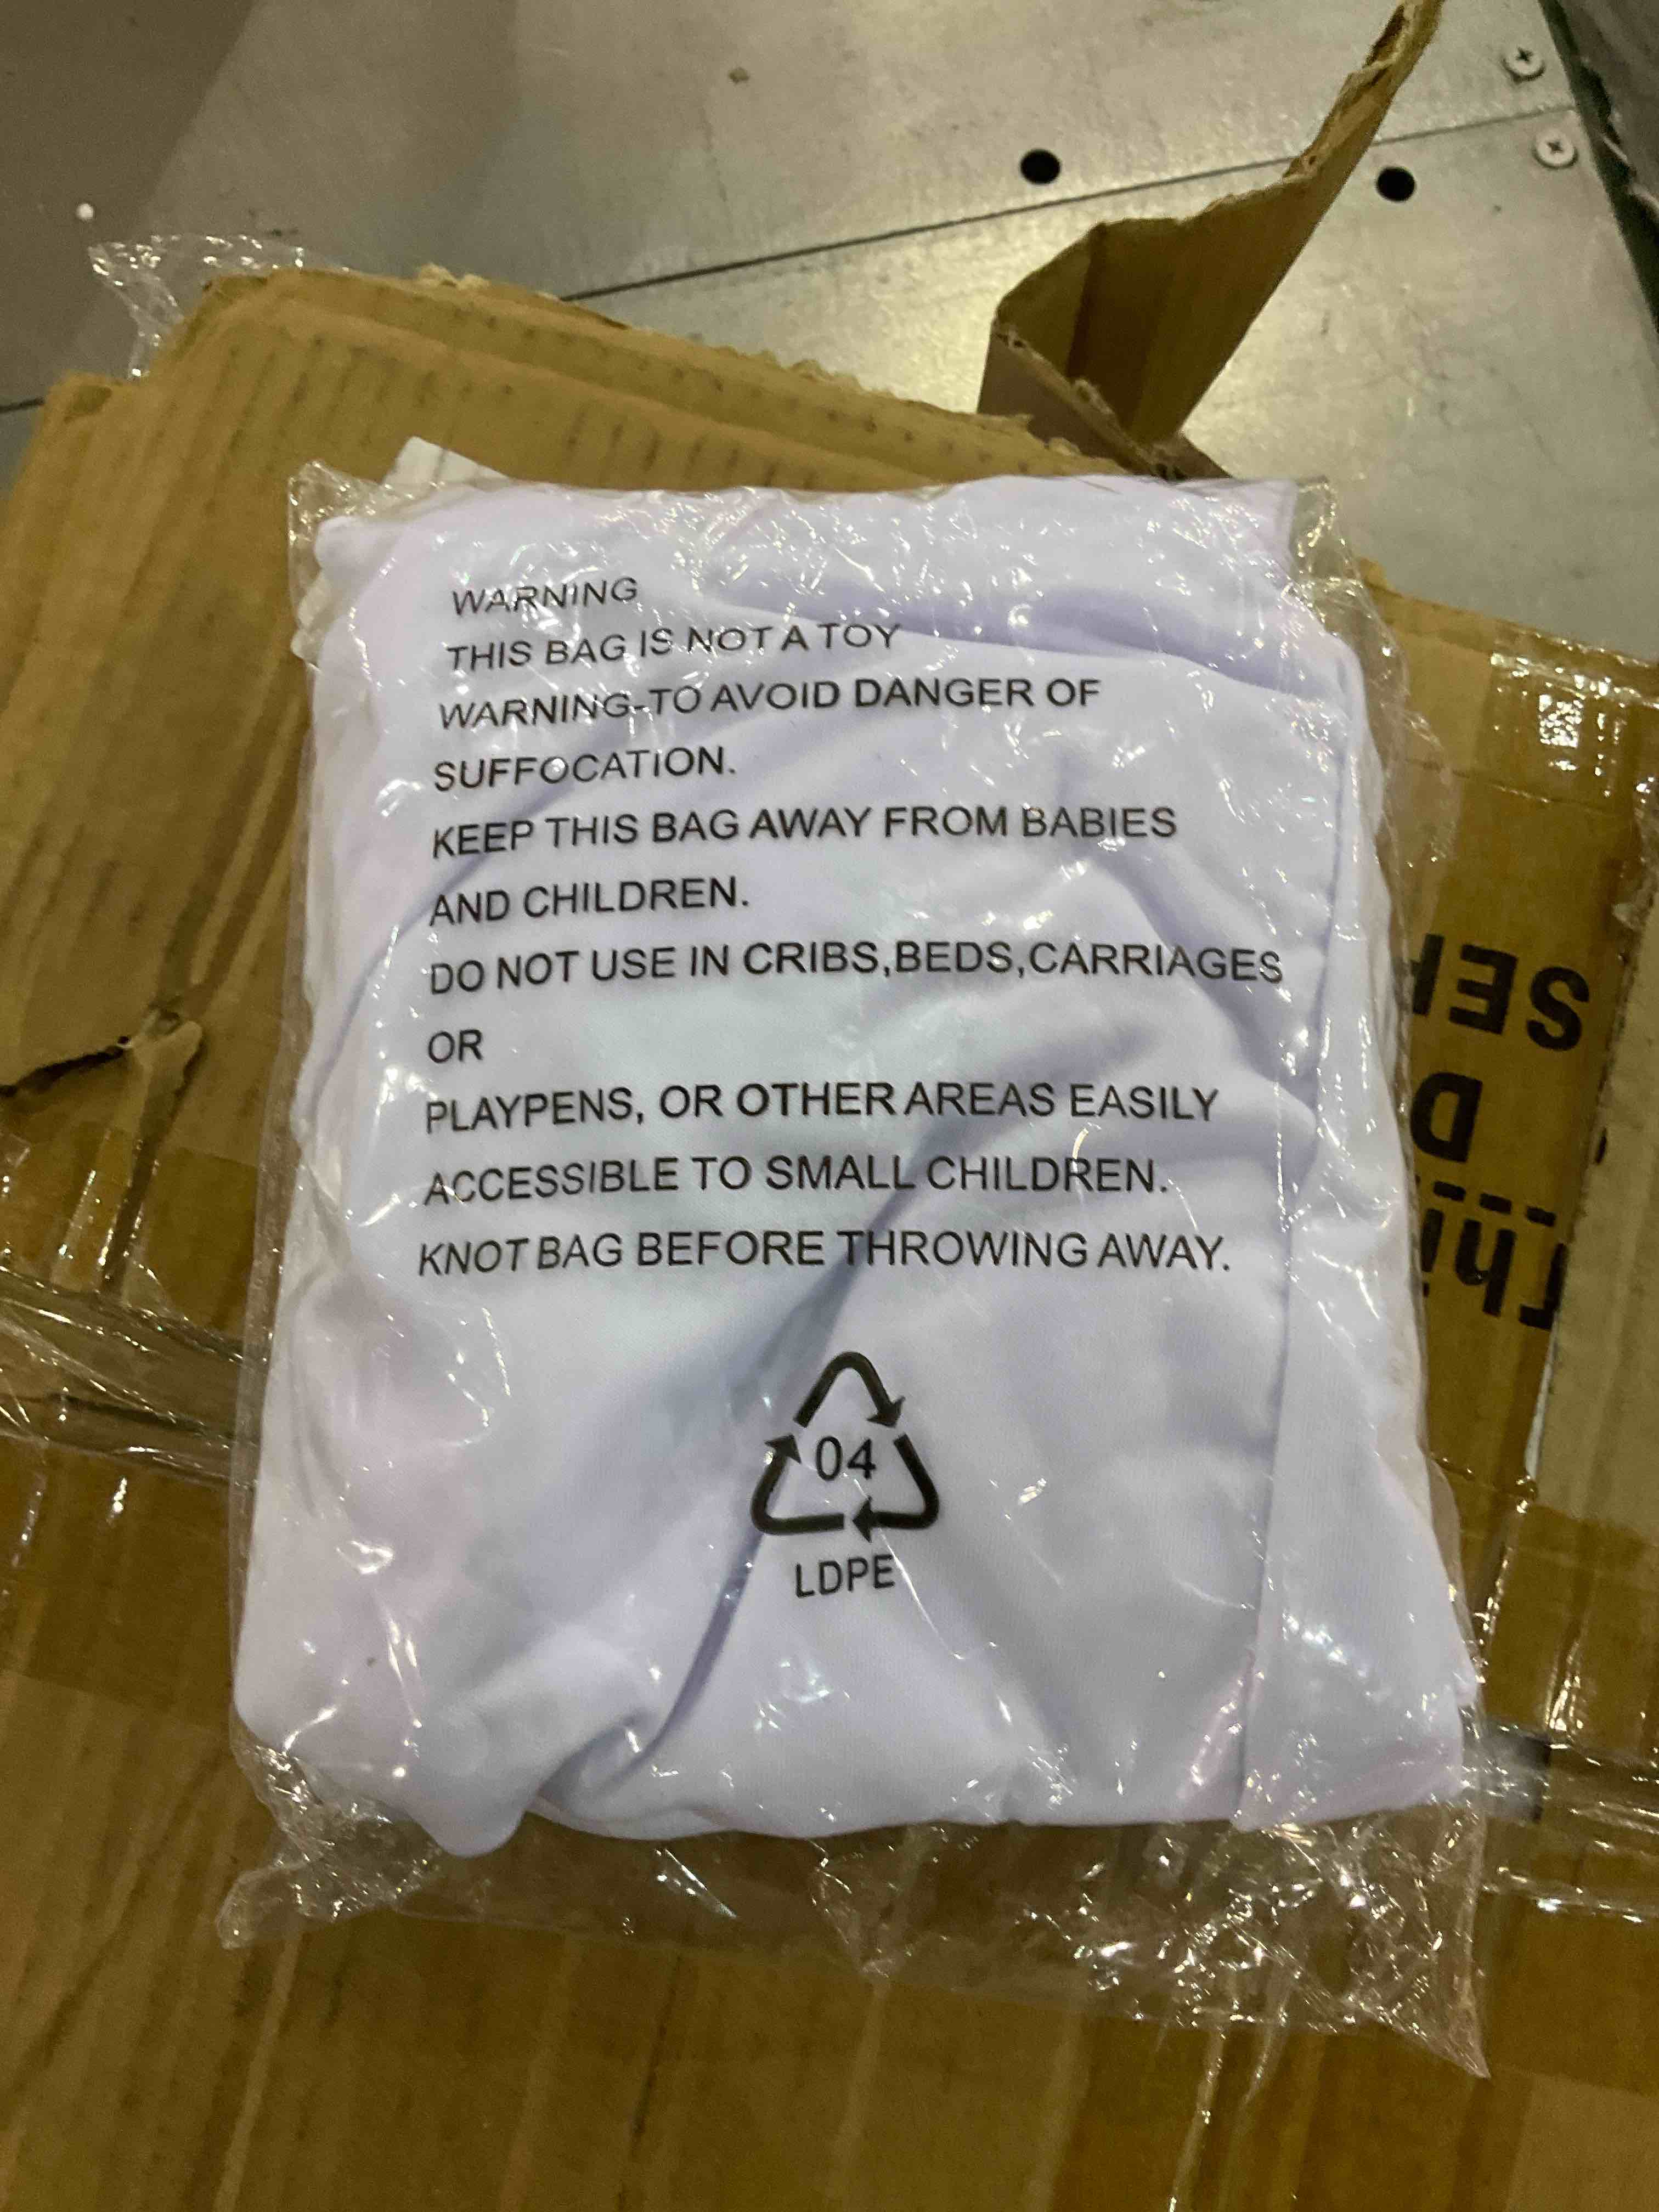 WARNING
THIS BAG IS NOT A TOY
WARNING-TO AVOID DANGER OF
SUFFOCATION.
KEEP THIS BAG AWAY FROM BABIES
AND CHILDREN.
DO NOT USE IN CRIBS,BEDS,CARRIAGES
OR
PLAYPENS, OR OTHER AREAS EASILY
ACCESSIBLE TO SMALL CHILDREN.
KNOT BAG BEFORE THROWING AWAY.
04
LDPE